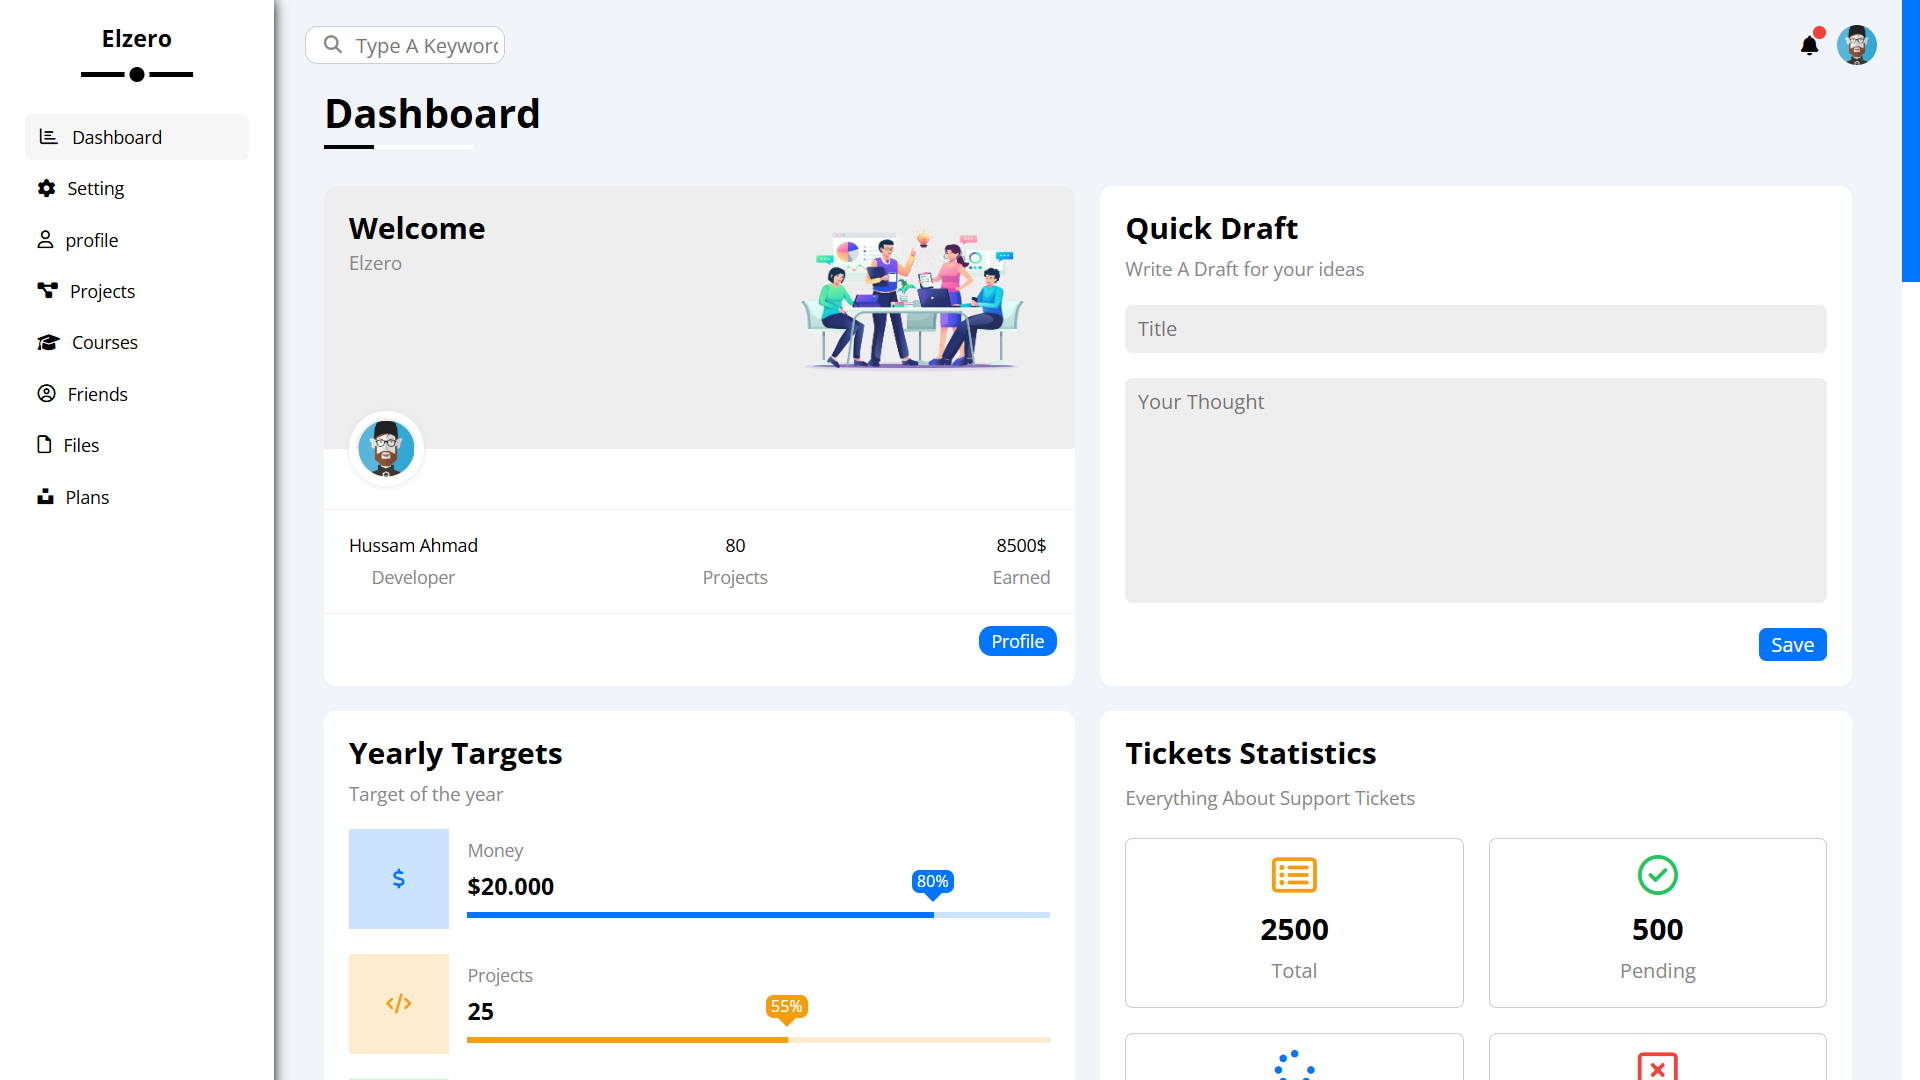 Elzero
Dashboard
Setting
profile
Projects
Courses
Friends
Files
Plans
Type A Keyword
Dashboard
Welcome
Elzero
Hussam Ahmad
Developer
80
Projects
8500$
Earned
Profile
Quick Draft
Write A Draft for your ideas
Title
Your Thought
Save
Yearly Targets
Target of the year
$
Money
$20.000
80%
</>
Projects
25
55%
Tickets Statistics
Everything About Support Tickets
2500
Total
500
Pending